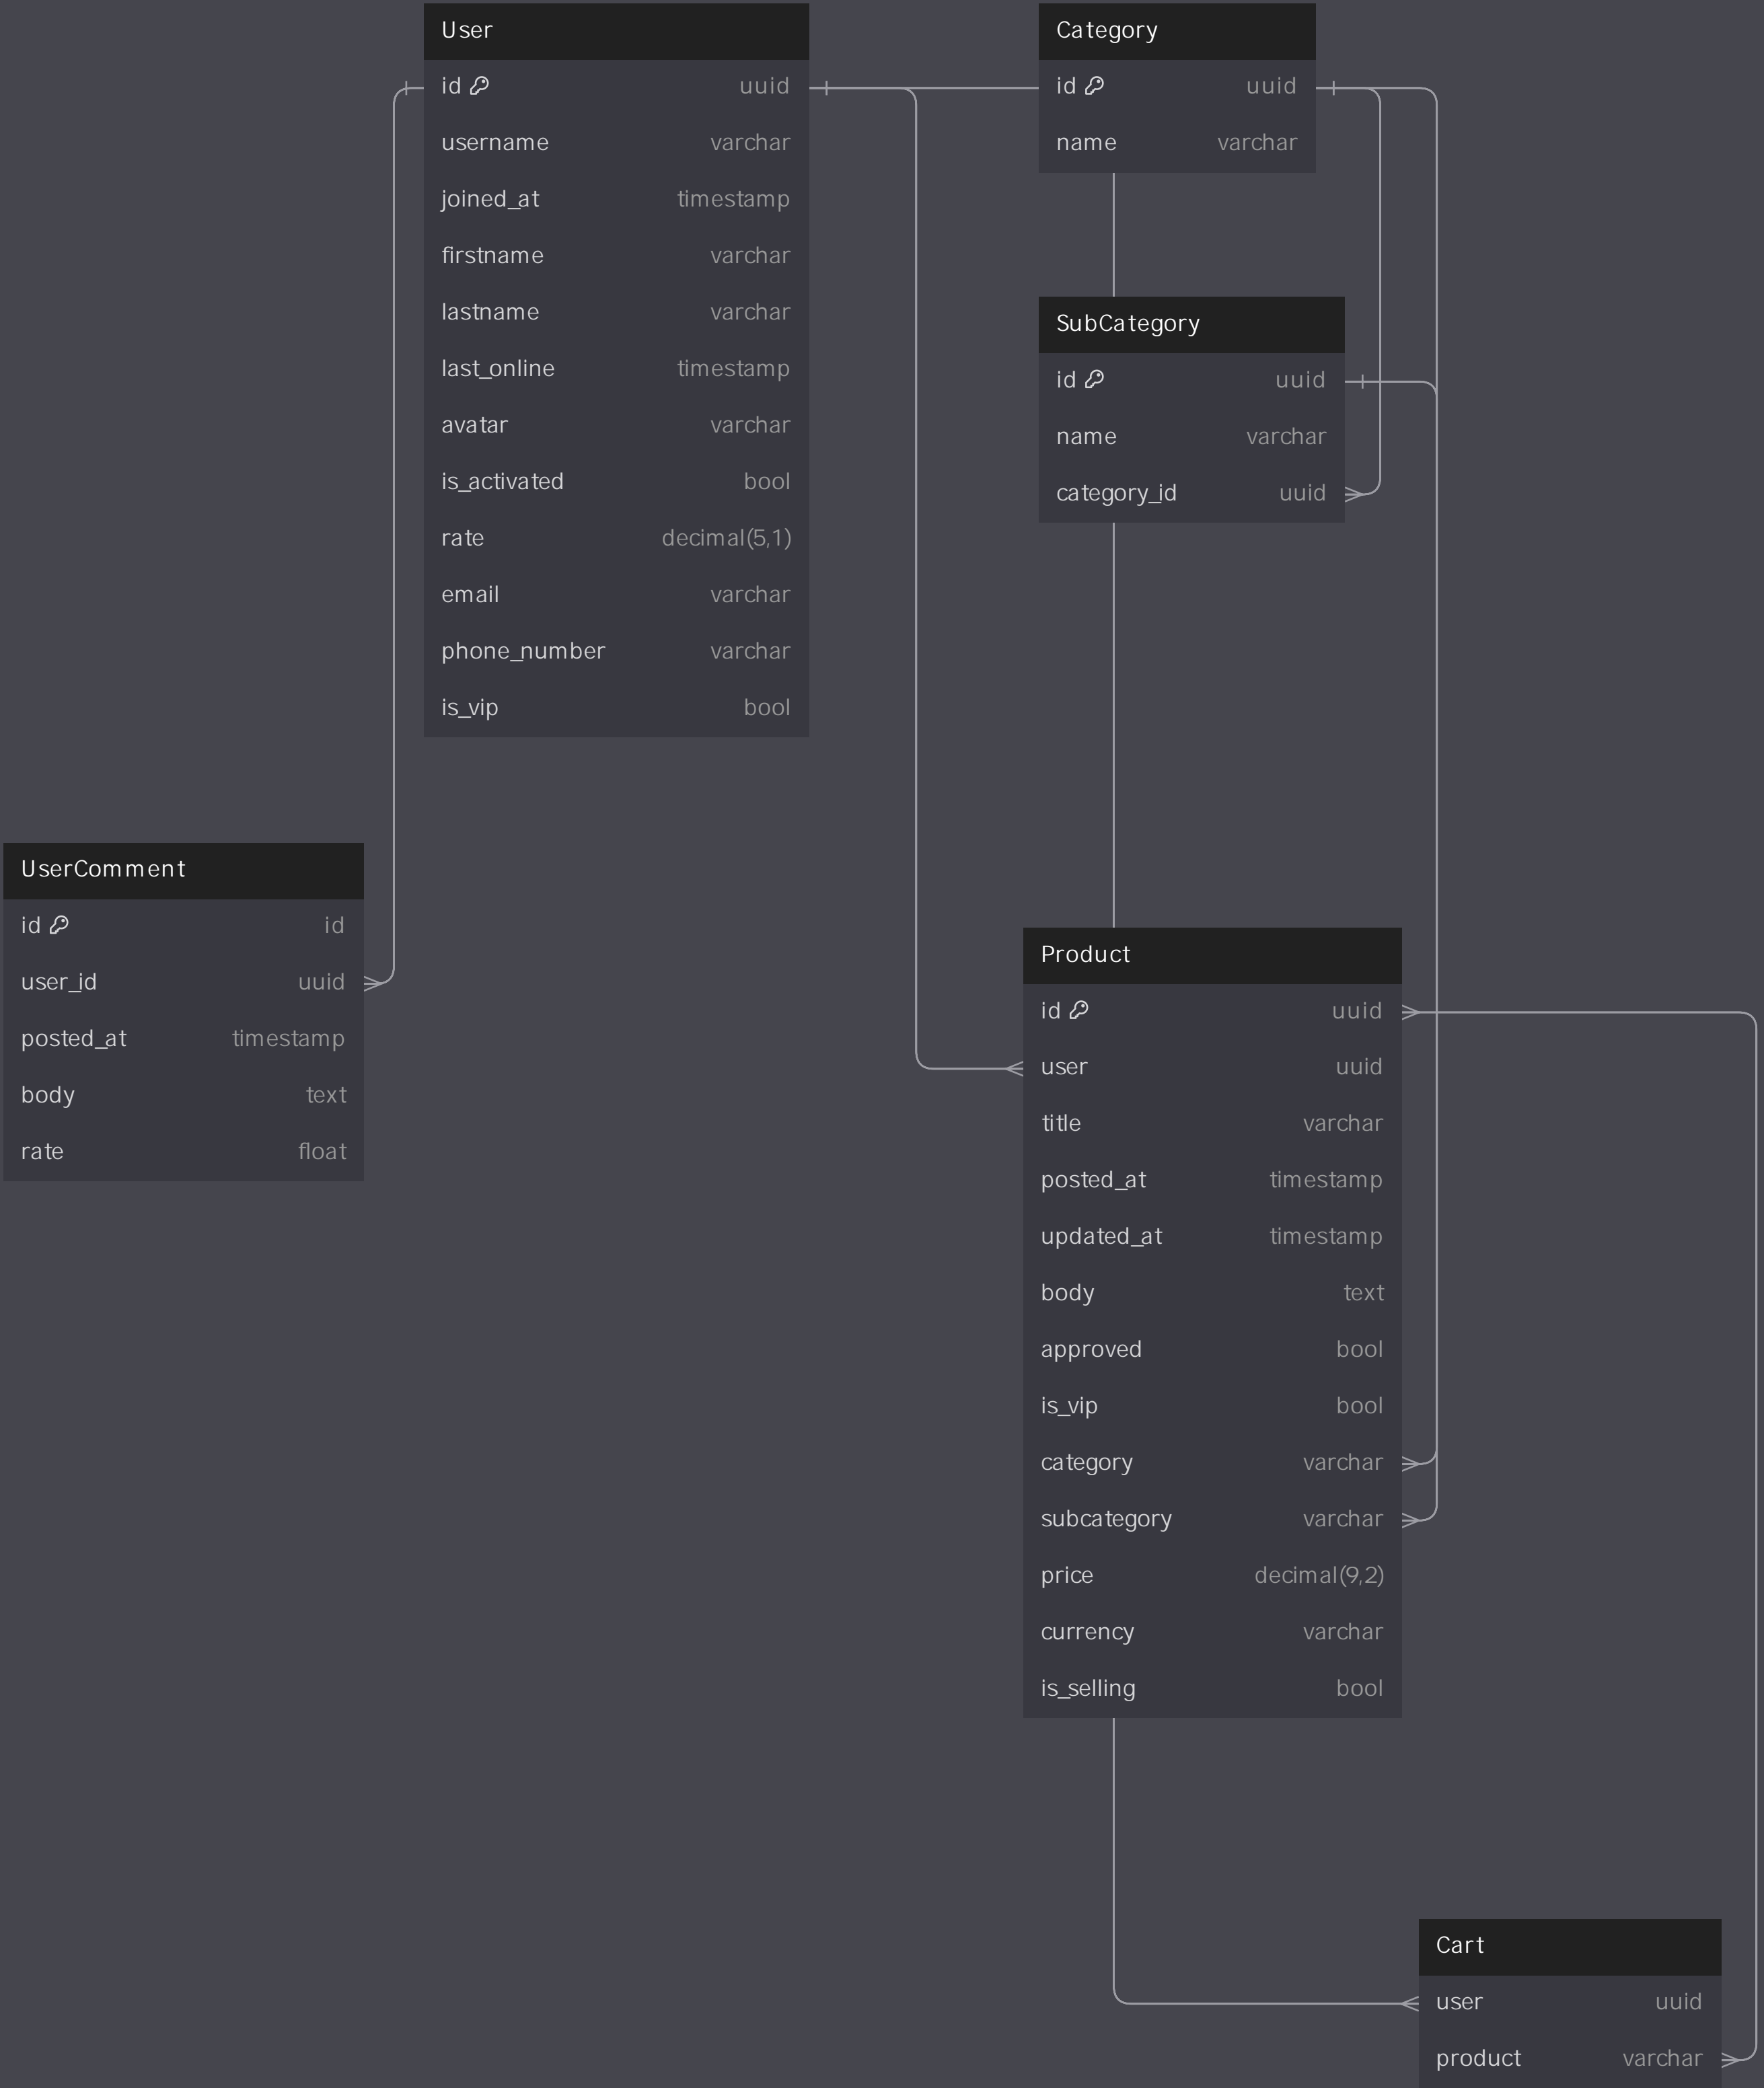 User
id uuid
username varchar
joined_at timestamp
firstname varchar
lastname varchar
last_online timestamp
avatar varchar
is_activated bool
rate decimal(5,1)
email varchar
phone_number varchar
is_vip bool
Category
id uuid
name varchar
SubCategory
id uuid
name varchar
category_id uuid
UserComment
id id
user_id uuid
posted_at timestamp
body text
rate float
Product
id uuid
user uuid
title varchar
posted_at timestamp
updated_at timestamp
body text
approved bool
is_vip bool
category varchar
subcategory varchar
price decimal(9,2)
currency varchar
is_selling bool
Cart
user uuid
product varchar